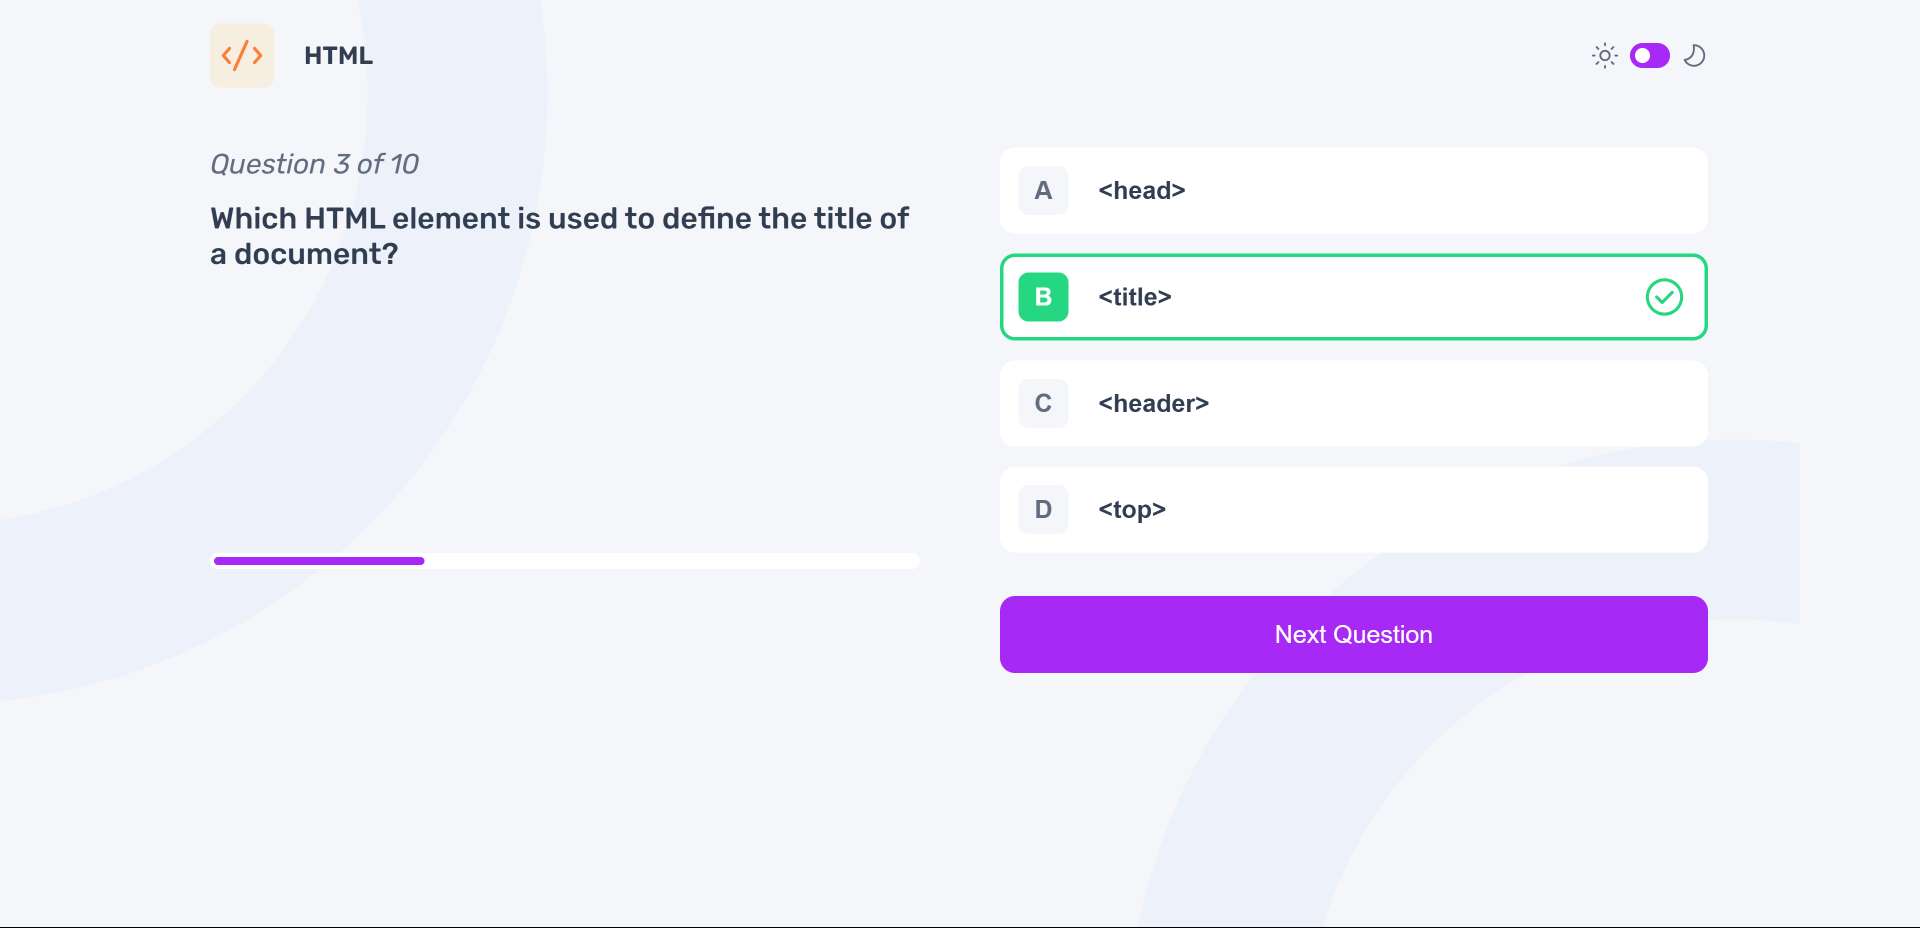 HTML
Question 3 of 10
Which HTML element is used to define the title of
a document?
A <head>
B <title>
C <header>
D <top>
Next Question